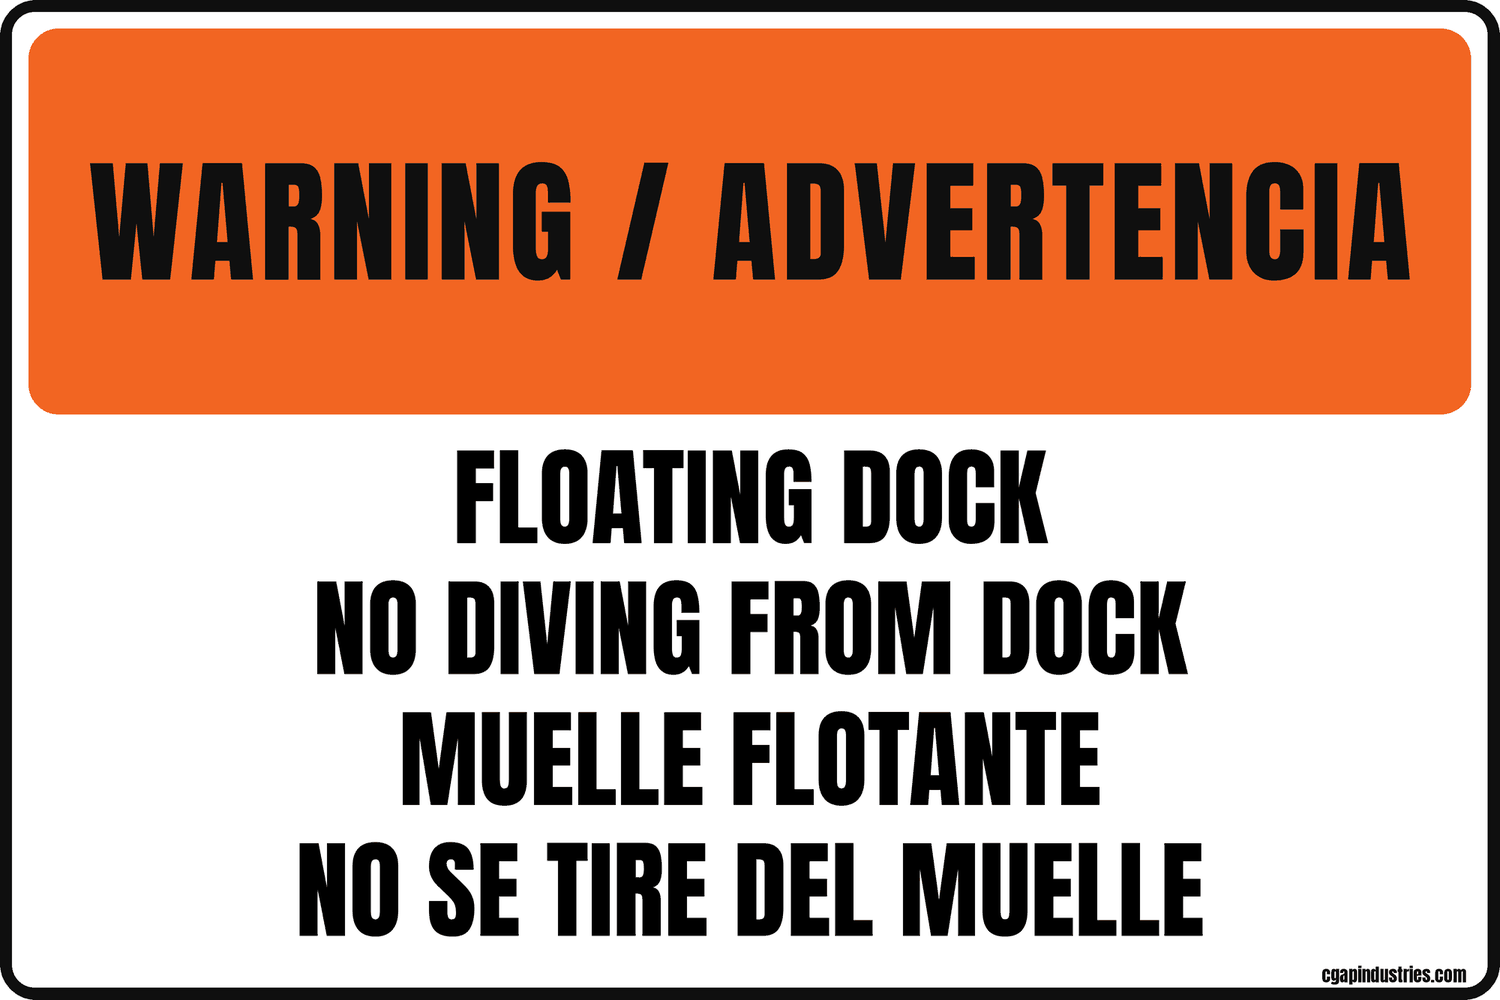 WARNING / ADVERTENCIA
FLOATING DOCK
NO DIVING FROM DOCK
MUELLE FLOTANTE
NO SE TIRE DEL MUELLE
cgapindustries.com